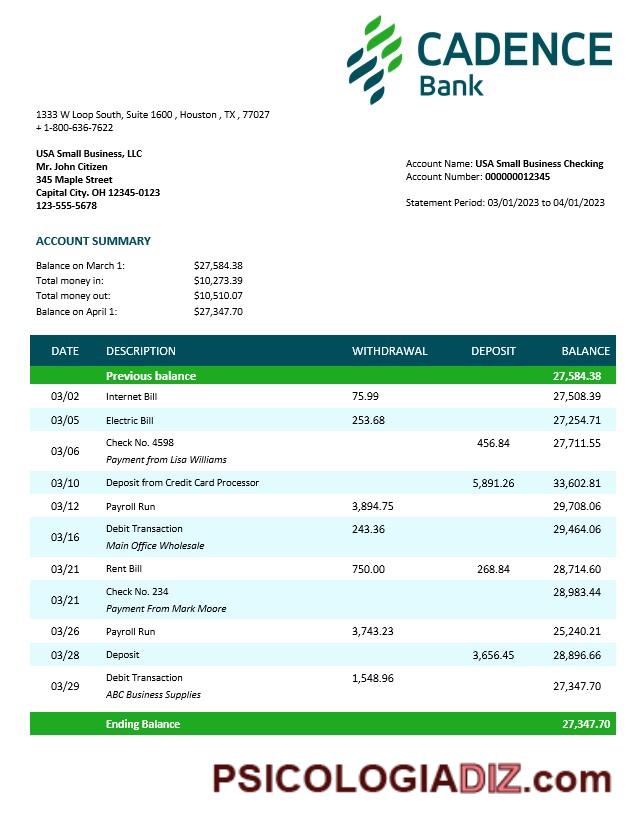 CADENCE
Bank
1333 W Loop South, Suite 1600 , Houston , TX , 77027
+ 1-800-636-7622
USA Small Business, LLC
Mr. John Citizen
345 Maple Street
Capital City. OH 12345-0123
123-555-5678
Account Name: USA Small Business Checking
Account Number: 000000012345
Statement Period: 03/01/2023 to 04/01/2023
ACCOUNT SUMMARY
Balance on March 1: $27,584.38
Total money in: $10,273.39
Total money out: $10,510.07
Balance on April 1: $27,347.70
DATE DESCRIPTION WITHDRAWAL DEPOSIT BALANCE
Previous balance 27,584.38
03/02 Internet Bill 75.99 27,508.39
03/05 Electric Bill 253.68 27,254.71
03/06 Check No. 4598 456.84 27,711.55
Payment from Lisa Williams
03/10 Deposit from Credit Card Processor 5,891.26 33,602.81
03/12 Payroll Run 3,894.75 29,708.06
03/16 Debit Transaction 243.36 29,464.06
Main Office Wholesale
03/21 Rent Bill 750.00 268.84 28,714.60
03/21 Check No. 234 28,983.44
Payment From Mark Moore
03/26 Payroll Run 3,743.23 25,240.21
03/28 Deposit 3,656.45 28,896.66
03/29 Debit Transaction 1,548.96 27,347.70
ABC Business Supplies
Ending Balance 27,347.70
PSICOLOGIADIZ.com